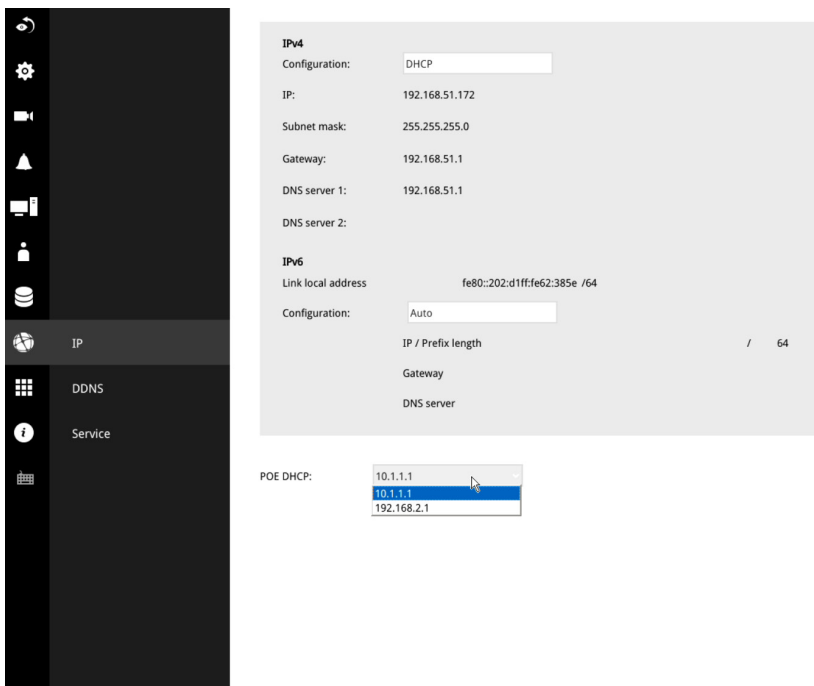 IPv4
Configuration: DHCP
IP: 192.168.51.172
Subnet mask: 255.255.255.0
Gateway: 192.168.51.1
DNS server 1: 192.168.51.1
DNS server 2:
IPv6
Link local address fe80::202:d1ff:fe62:385e /64
Configuration: Auto
IP / Prefix length / 64
Gateway
DNS server
IP
DDNS
Service
POE DHCP: 10.1.1.1
10.1.1.1
192.168.2.1